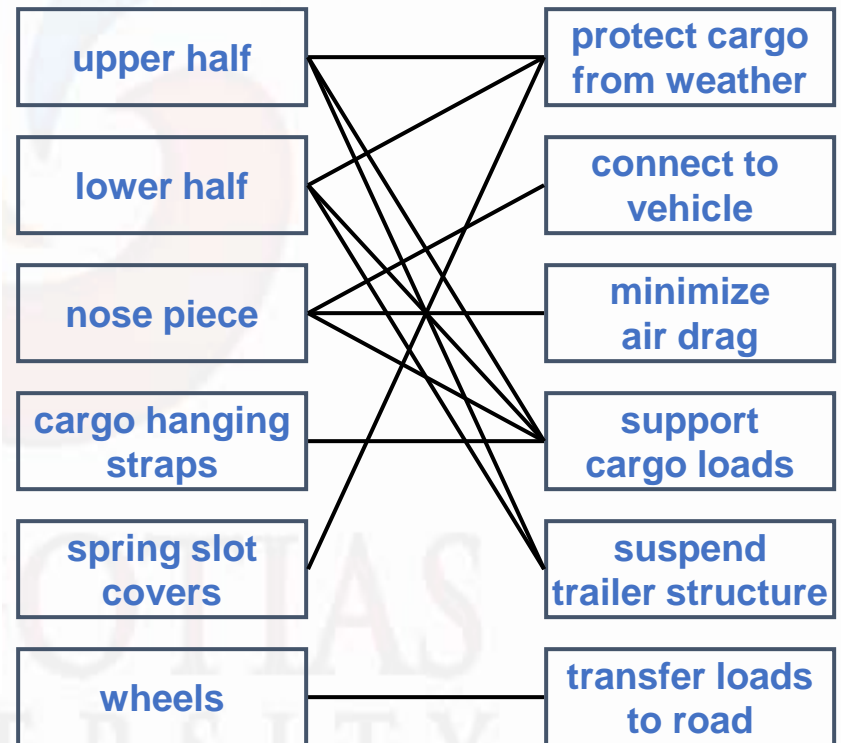 upper half
lower half
nose piece
cargo hanging
straps
spring slot
covers
wheels
protect cargo
from weather
connect to
vehicle
minimize
air drag
support
cargo loads
suspend
trailer structure
transfer loads
to road